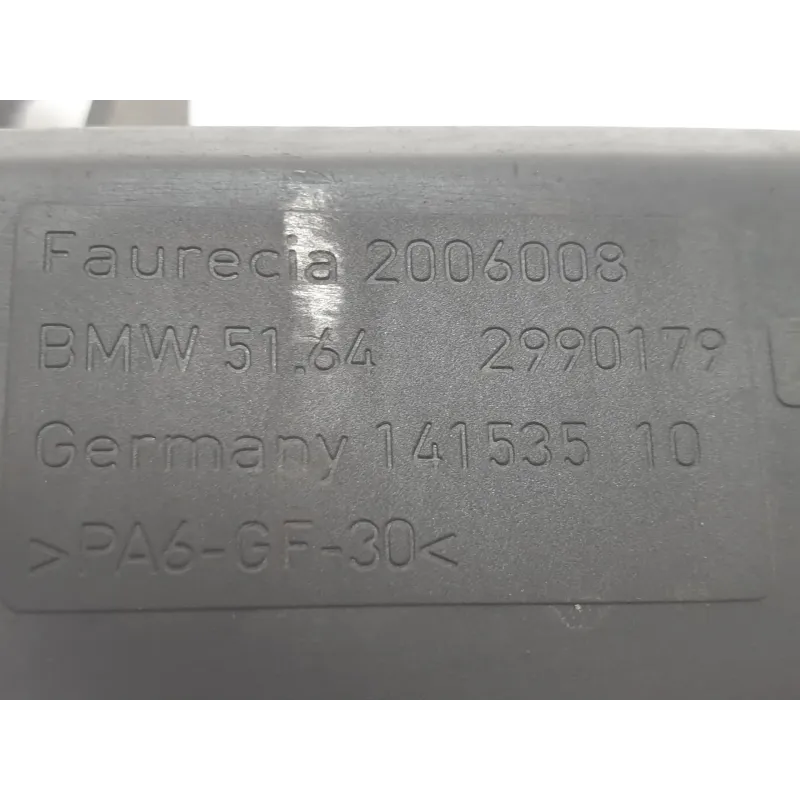 Faurecia 2006008
BMW 51.64 2990179
Germany 141535 10
>PA6-GF-30<